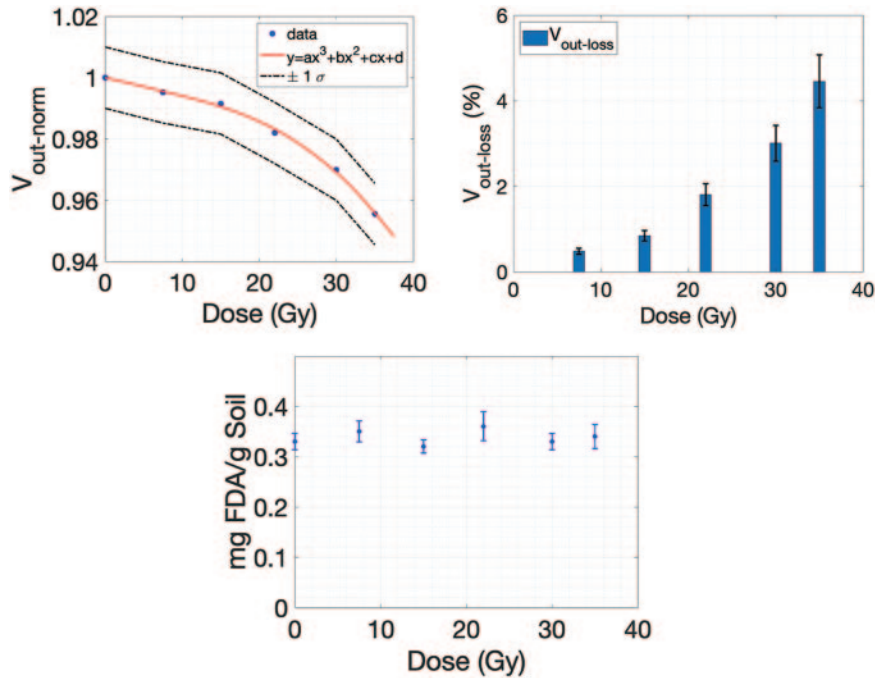 1.02
1
0.98
0.96
0.94
V_out-norm
data
y=ax³+bx²+cx+d
± 1 σ
0 10 20 30 40
Dose (Gy)
6
4
2
0
V_out-loss (%)
V_out-loss
0 10 20 30 40
Dose (Gy)
0.4
0.3
0.2
0.1
0
mg FDA/g Soil
0 10 20 30 40
Dose (Gy)